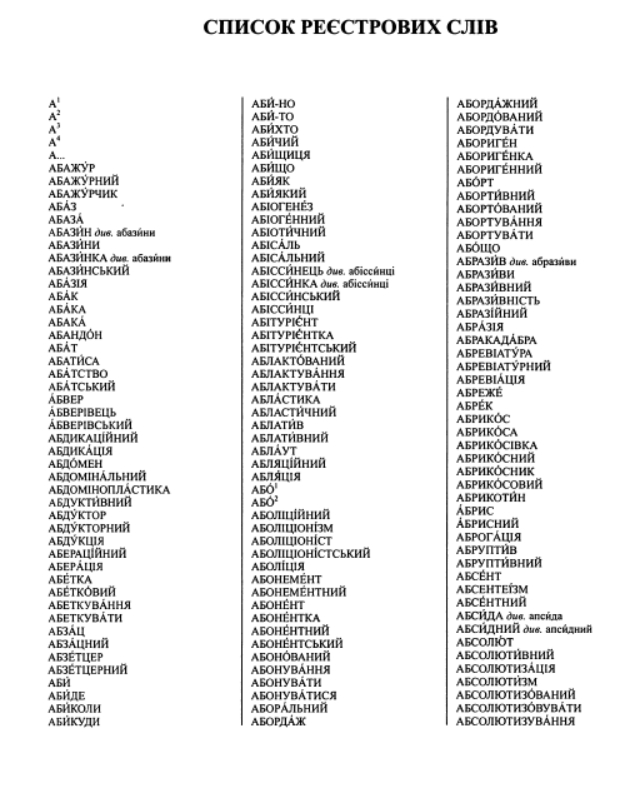 СПИСОК РЕЄСТРОВИХ СЛІВ
А¹
А²
А³
А⁴
А...
АБАЖУ́Р
АБАЖУ́РНИЙ
АБАЖУ́РЧИК
АБА́З
АБАЗА́
АБАЗИ́Н див. абази́ни
АБАЗИ́НИ
АБАЗИ́НКА див. абази́ни
АБАЗИ́НСЬКИЙ
АБА́ЗІЯ
АБА́К
АБА́КА
АБАКА́
АБАНДО́Н
АБА́Т
АБАТИ́СА
АБА́ТСТВО
АБА́ТСЬКИЙ
А́БВЕР
А́БВЕРІВЕЦЬ
А́БВЕРІВСЬКИЙ
АБДИКАЦІ́ЙНИЙ
АБДИКА́ЦІЯ
АБДО́МЕН
АБДОМІНА́ЛЬНИЙ
АБДОМІНОПЛА́СТИКА
АБДУКТИ́ВНИЙ
АБДУ́КТОР
АБДУ́КТОРНИЙ
АБДУ́КЦІЯ
АБЕРАЦІ́ЙНИЙ
АБЕРА́ЦІЯ
АБЕ́ТКА
АБЕ́ТКО́ВИЙ
АБЕТКУВА́ННЯ
АБЕТКУВА́ТИ
АБЗА́Ц
АБЗА́ЦНИЙ
АБЗЕ́ТЦЕР
АБЗЕ́ТЦЕРНИЙ
АБИ́
АБИ́ДЕ
АБИ́КОЛИ
АБИ́КУДИ
АБИ́-НО
АБИ́-ТО
АБИ́ХТО
АБИ́ЧИЙ
АБИ́ЩИЦЯ
АБИ́ЩО
АБИ́ЯК
АБИ́ЯКИЙ
АБІОГЕНЕ́З
АБІОГЕ́ННИЙ
АБІОТИ́ЧНИЙ
АБІСА́ЛЬ
АБІСА́ЛЬНИЙ
АБІССИ́НЕЦЬ див. абісси́нці
АБІССИ́НКА див. абісси́нці
АБІССИ́НСЬКИЙ
АБІССИ́НЦІ
АБІТУРІЄ́НТ
АБІТУРІЄ́НТКА
АБІТУРІЄ́НТСЬКИЙ
АБЛАКТО́ВАНИЙ
АБЛАКТУВА́ННЯ
АБЛАКТУВА́ТИ
АБЛА́СТИКА
АБЛАСТИ́ЧНИЙ
АБЛАТИ́В
АБЛАТИ́ВНИЙ
АБЛА́УТ
АБЛЯЦІ́ЙНИЙ
АБЛЯ́ЦІЯ
АБО́¹
АБО́²
АБОЛІЦІ́ЙНИЙ
АБОЛІЦІОНІ́ЗМ
АБОЛІЦІОНІ́СТ
АБОЛІЦІОНІ́СТСЬКИЙ
АБОЛІ́ЦІЯ
АБОНЕМЕ́НТ
АБОНЕМЕ́НТНИЙ
АБОНЕ́НТ
АБОНЕ́НТКА
АБОНЕ́НТНИЙ
АБОНЕ́НТСЬКИЙ
АБОНО́ВАНИЙ
АБОНУВА́ННЯ
АБОНУВА́ТИ
АБОНУВА́ТИСЯ
АБОРА́ЛЬНИЙ
АБОРДА́Ж
АБОРДА́ЖНИЙ
АБОРДО́ВАНИЙ
АБОРДУВА́ТИ
АБОРИГЕ́Н
АБОРИГЕ́НКА
АБОРИГЕ́ННИЙ
АБО́РТ
АБОРТИ́ВНИЙ
АБОРТО́ВАНИЙ
АБОРТУВА́ННЯ
АБОРТУВА́ТИ
АБО́ЩО
АБРАЗИ́В див. абрази́ви
АБРАЗИ́ВИ
АБРАЗИ́ВНИЙ
АБРАЗИ́ВНІСТЬ
АБРАЗІ́ЙНИЙ
АБРА́ЗІЯ
АБРАКАДА́БРА
АБРЕВІАТУ́РА
АБРЕВІАТУ́РНИЙ
АБРЕВІА́ЦІЯ
АБРЕЖЕ́
АБРЕ́К
АБРИКО́С
АБРИКО́СА
АБРИКО́СІВКА
АБРИКО́СНИЙ
АБРИКО́СНИК
АБРИКО́СОВИЙ
АБРИКОТИ́Н
А́БРИС
А́БРИСНИЙ
АБРОГА́ЦІЯ
АБРУПТИ́В
АБРУПТИ́ВНИЙ
АБСЕ́НТ
АБСЕНТЕЇ́ЗМ
АБСЕ́НТНИЙ
АБСИ́ДА див. апси́да
АБСИ́ДНИЙ див. апси́дний
АБСОЛЮ́Т
АБСОЛЮТИ́ВНИЙ
АБСОЛЮТИЗА́ЦІЯ
АБСОЛЮТИ́ЗМ
АБСОЛЮТИЗО́ВАНИЙ
АБСОЛЮТИЗО́ВУВАТИ
АБСОЛЮТИЗУВА́ННЯ